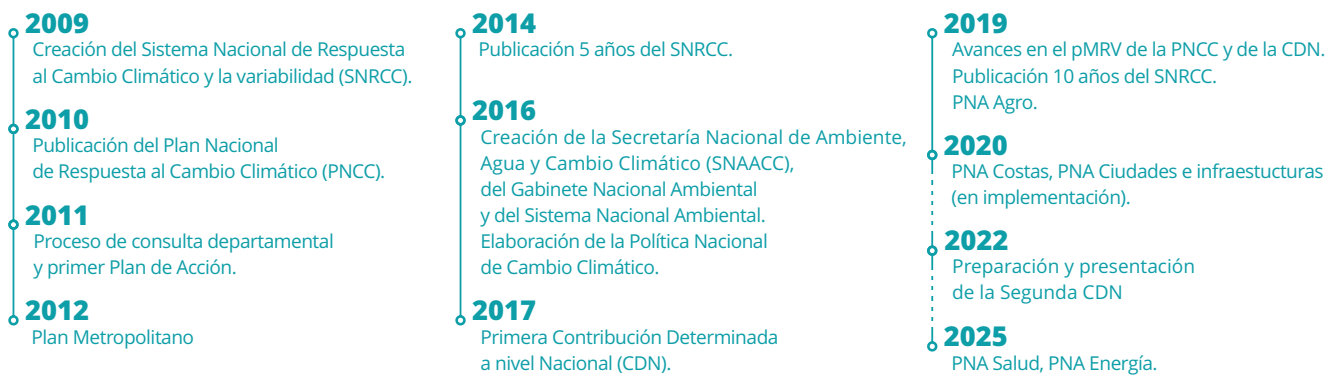 2009
Creación del Sistema Nacional de Respuesta
al Cambio Climático y la variabilidad (SNRCC).
2010
Publicación del Plan Nacional
de Respuesta al Cambio Climático (PNCC).
2011
Proceso de consulta departamental
y primer Plan de Acción.
2012
Plan Metropolitano
2014
Publicación 5 años del SNRCC.
2016
Creación de la Secretaría Nacional de Ambiente,
Agua y Cambio Climático (SNAACC),
del Gabinete Nacional Ambiental
y del Sistema Nacional Ambiental.
Elaboración de la Política Nacional
de Cambio Climático.
2017
Primera Contribución Determinada
a nivel Nacional (CDN).
2019
Avances en el pMRV de la PNCC y de la CDN.
Publicación 10 años del SNRCC.
PNA Agro.
2020
PNA Costas, PNA Ciudades e infraestucturas
(en implementación).
2022
Preparación y presentación
de la Segunda CDN
2025
PNA Salud, PNA Energía.